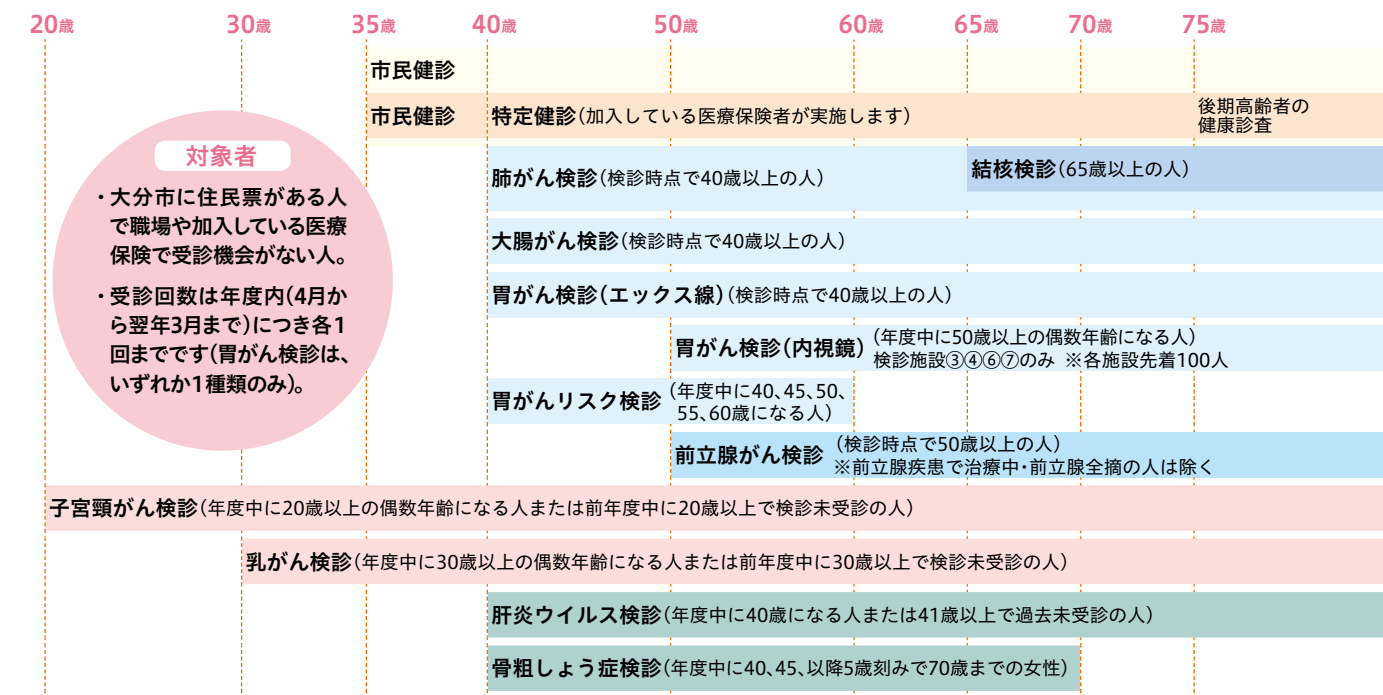 20歳 30歳 35歳 40歳 50歳 60歳 65歳 70歳 75歳
市民健診
市民健診 特定健診(加入している医療保険者が実施します) 後期高齢者の
健康診査
対象者
・大分市に住民票がある人
で職場や加入している医療
保険で受診機会がない人。
・受診回数は年度内(4月か
ら翌年3月まで)につき各1
回までです(胃がん検診は、
いずれか1種類のみ)。
肺がん検診(検診時点で40歳以上の人)
結核検診(65歳以上の人)
大腸がん検診(検診時点で40歳以上の人)
胃がん検診(エックス線)(検診時点で40歳以上の人)
胃がん検診(内視鏡)(年度中に50歳以上の偶数年齢になる人)
検診施設③④⑥⑦のみ ※各施設先着100人
胃がんリスク検診(年度中に40、45、50、
55、60歳になる人)
前立腺がん検診(検診時点で50歳以上の人)
※前立腺疾患で治療中・前立腺全摘の人は除く
子宮頸がん検診(年度中に20歳以上の偶数年齢になる人または前年度中に20歳以上で検診未受診の人)
乳がん検診(年度中に30歳以上の偶数年齢になる人または前年度中に30歳以上で検診未受診の人)
肝炎ウイルス検診(年度中に40歳になる人または41歳以上で過去未受診の人)
骨粗しょう症検診(年度中に40、45、以降5歳刻みで70歳までの女性)